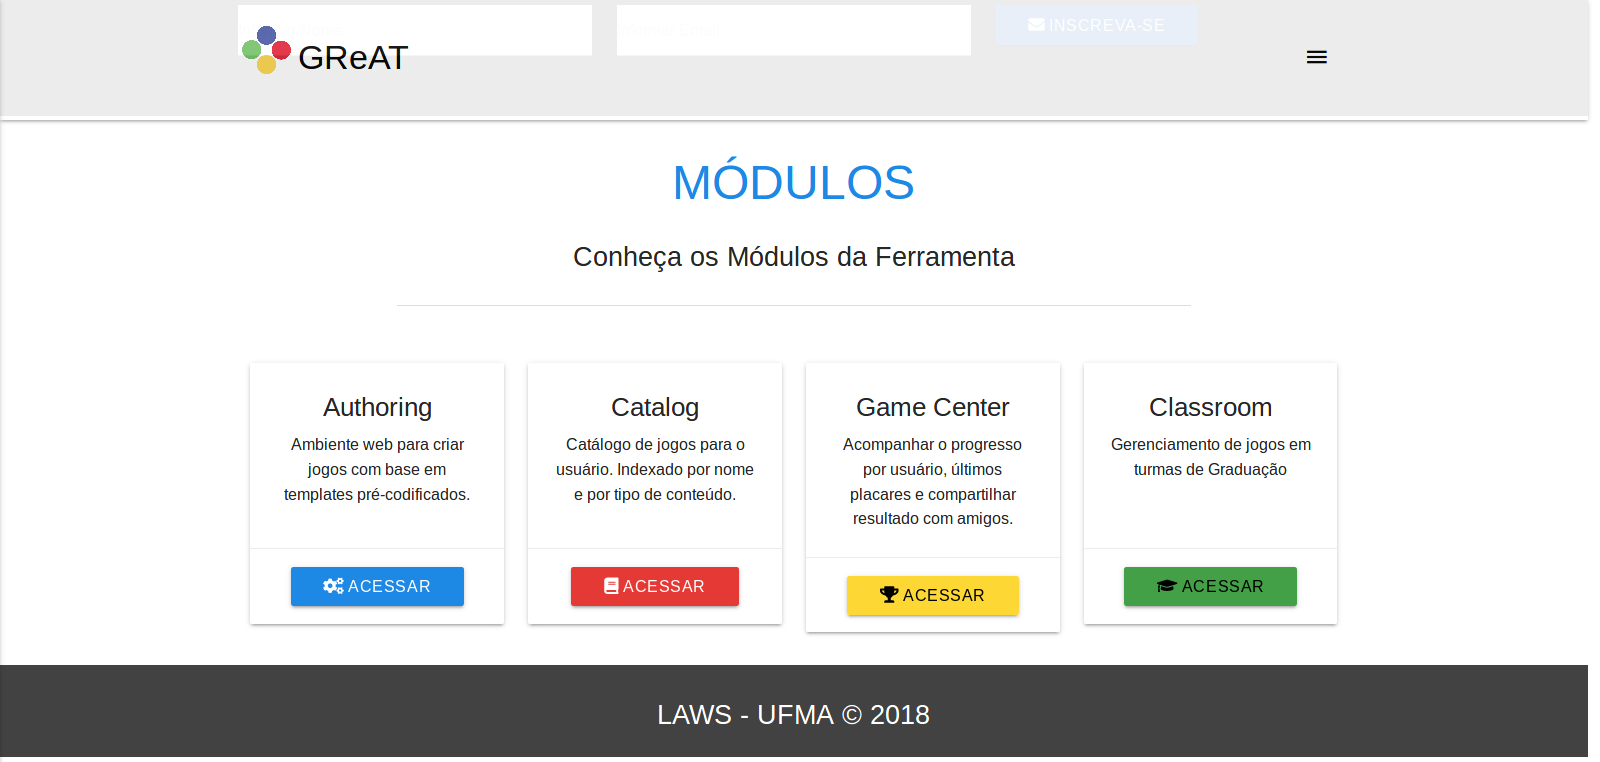 INSCREVA-SE
GReAT
MÓDULOS
Conheça os Módulos da Ferramenta
Authoring
Ambiente web para criar
jogos com base em
templates pré-codificados.
ACESSAR
Catalog
Catálogo de jogos para o
usuário. Indexado por nome
e por tipo de conteúdo.
ACESSAR
Game Center
Acompanhar o progresso
por usuário, últimos
placares e compartilhar
resultado com amigos.
ACESSAR
Classroom
Gerenciamento de jogos em
turmas de Graduação
ACESSAR
LAWS - UFMA © 2018